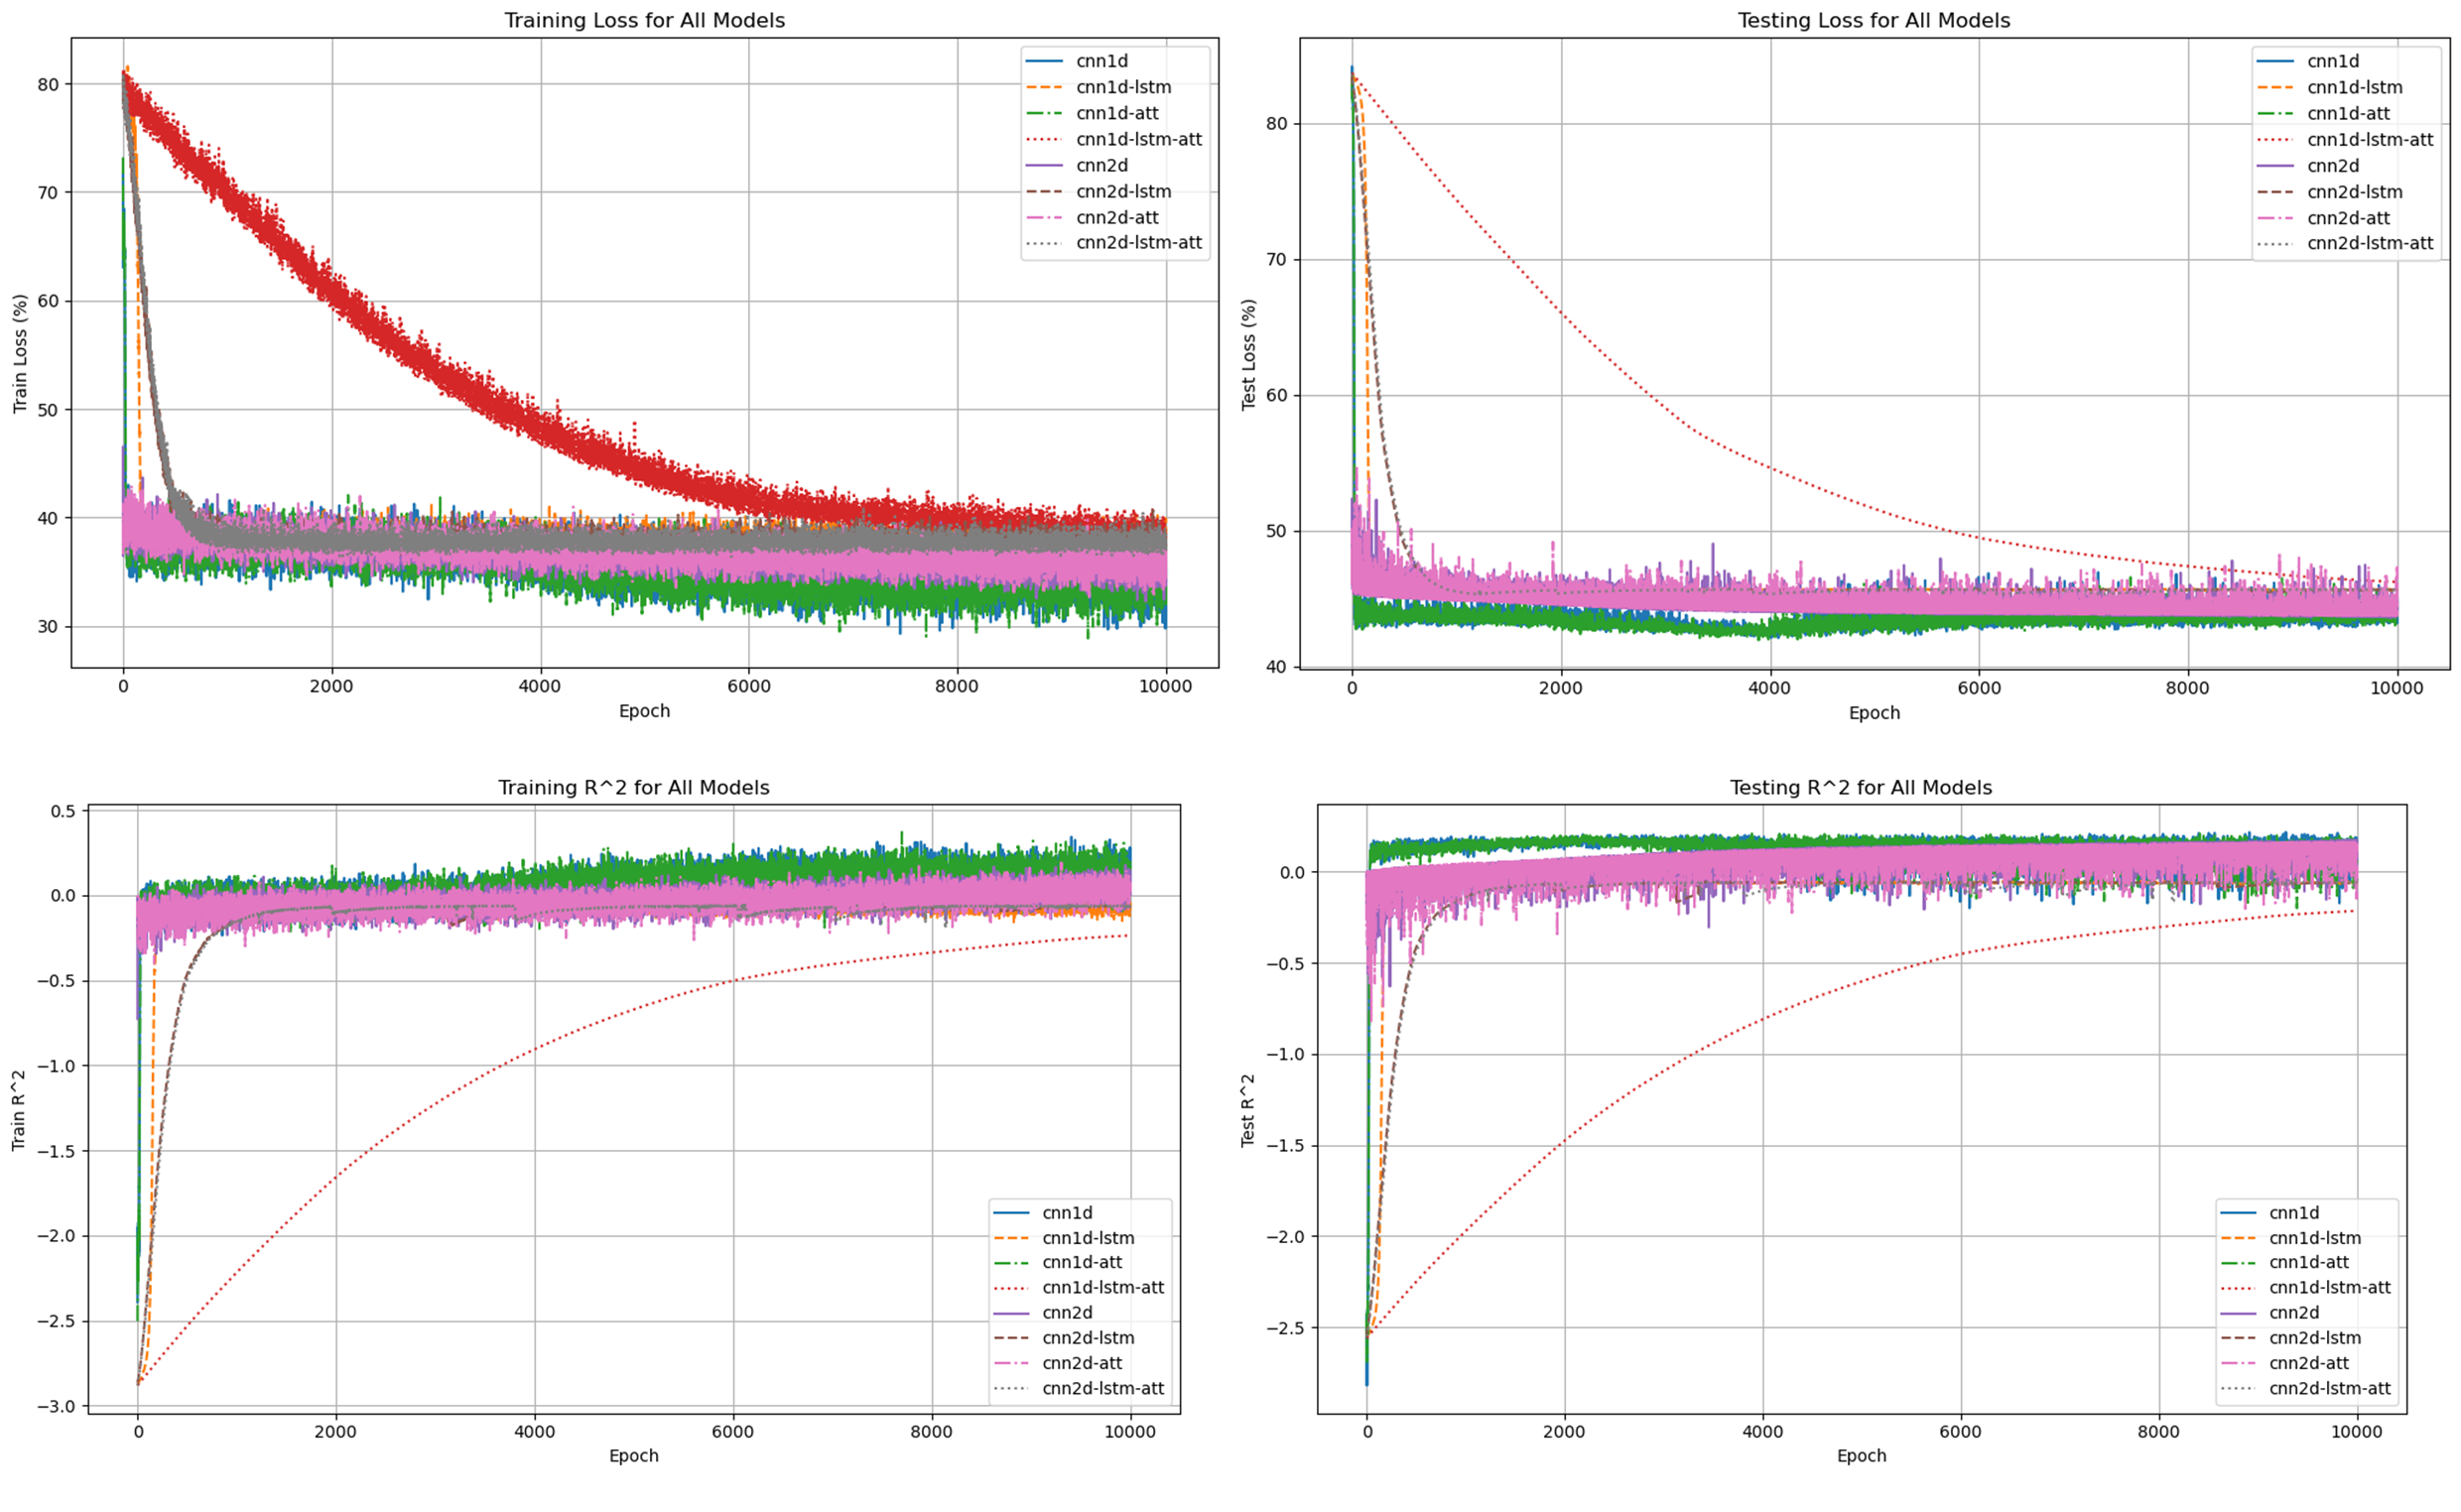 Training Loss for All Models
Train Loss (%)
80
70
60
50
40
30
0 2000 4000 6000 8000 10000
Epoch
cnn1d
cnn1d-lstm
cnn1d-att
cnn1d-lstm-att
cnn2d
cnn2d-lstm
cnn2d-att
cnn2d-lstm-att
Testing Loss for All Models
Test Loss (%)
80
70
60
50
40
0 2000 4000 6000 8000 10000
Epoch
cnn1d
cnn1d-lstm
cnn1d-att
cnn1d-lstm-att
cnn2d
cnn2d-lstm
cnn2d-att
cnn2d-lstm-att
Training R^2 for All Models
Train R^2
0.5
0.0
−0.5
−1.0
−1.5
−2.0
−2.5
−3.0
0 2000 4000 6000 8000 10000
Epoch
cnn1d
cnn1d-lstm
cnn1d-att
cnn1d-lstm-att
cnn2d
cnn2d-lstm
cnn2d-att
cnn2d-lstm-att
Testing R^2 for All Models
Test R^2
0.0
−0.5
−1.0
−1.5
−2.0
−2.5
0 2000 4000 6000 8000 10000
Epoch
cnn1d
cnn1d-lstm
cnn1d-att
cnn1d-lstm-att
cnn2d
cnn2d-lstm
cnn2d-att
cnn2d-lstm-att